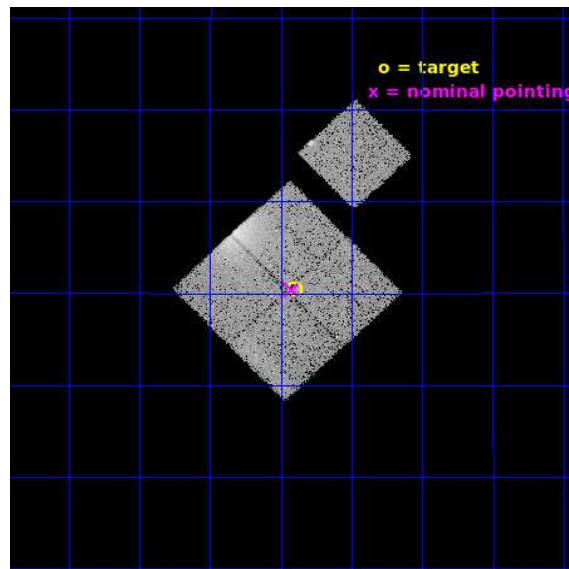 o = target
x = nominal pointing